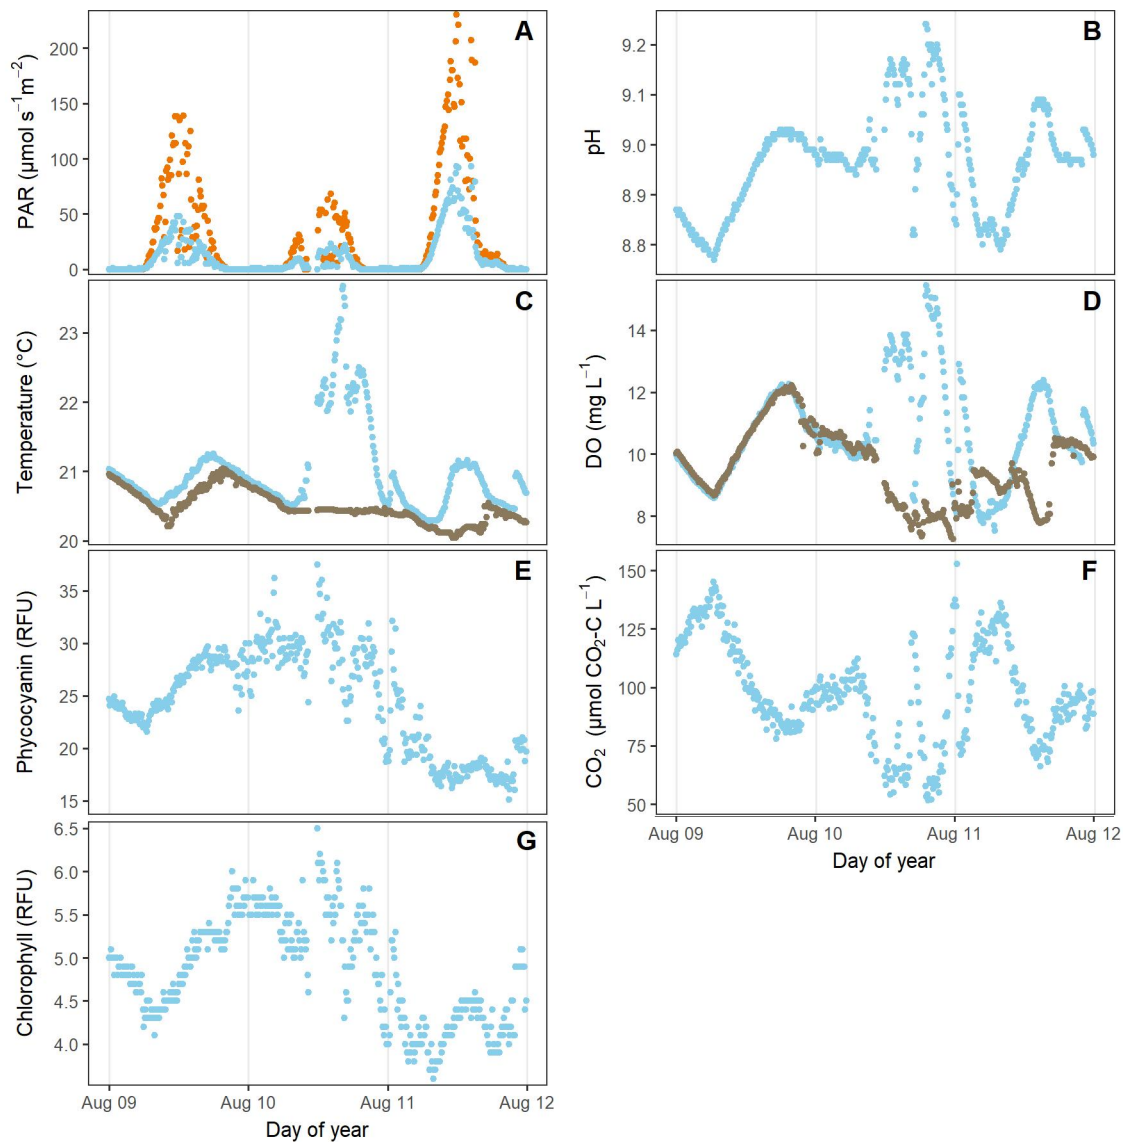 A
PAR (µmol s⁻¹m⁻²)
200
150
100
50
0
B
pH
9.2
9.1
9.0
8.9
8.8
C
Temperature (°C)
23
22
21
20
D
DO (mg L⁻¹)
14
12
10
8
E
Phycocyanin (RFU)
35
30
25
20
15
F
CO₂ (µmol CO₂-C L⁻¹)
150
125
100
75
50
Aug 09 Aug 10 Aug 11 Aug 12
Day of year
G
Chlorophyll (RFU)
6.5
6.0
5.5
5.0
4.5
4.0
Aug 09 Aug 10 Aug 11 Aug 12
Day of year